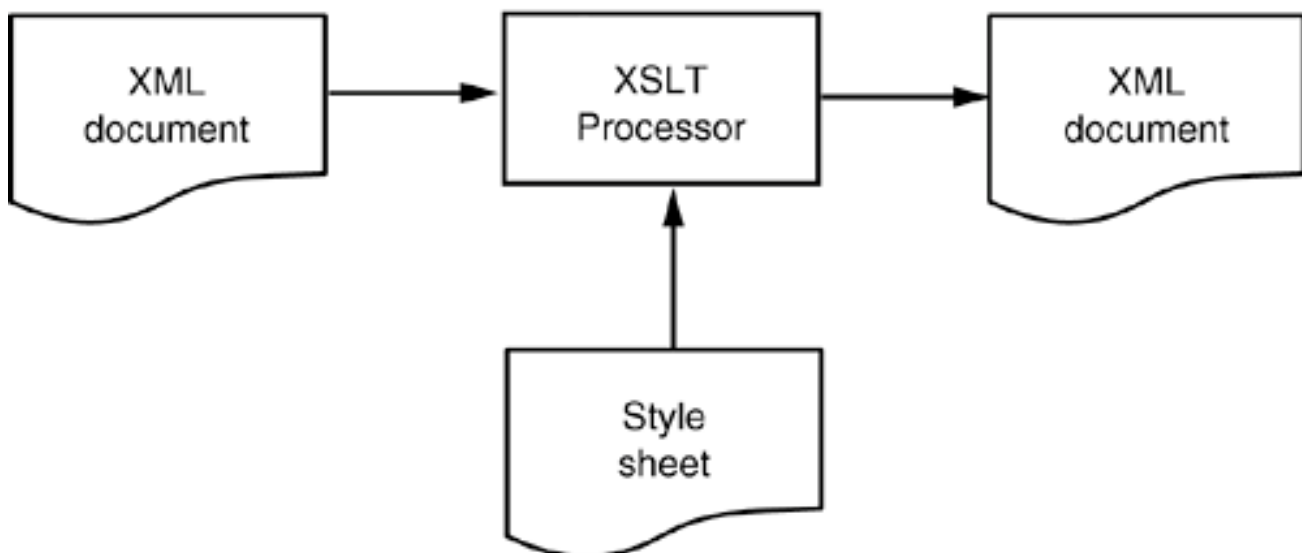 XML
document
XSLT
Processor
XML
document
Style
sheet